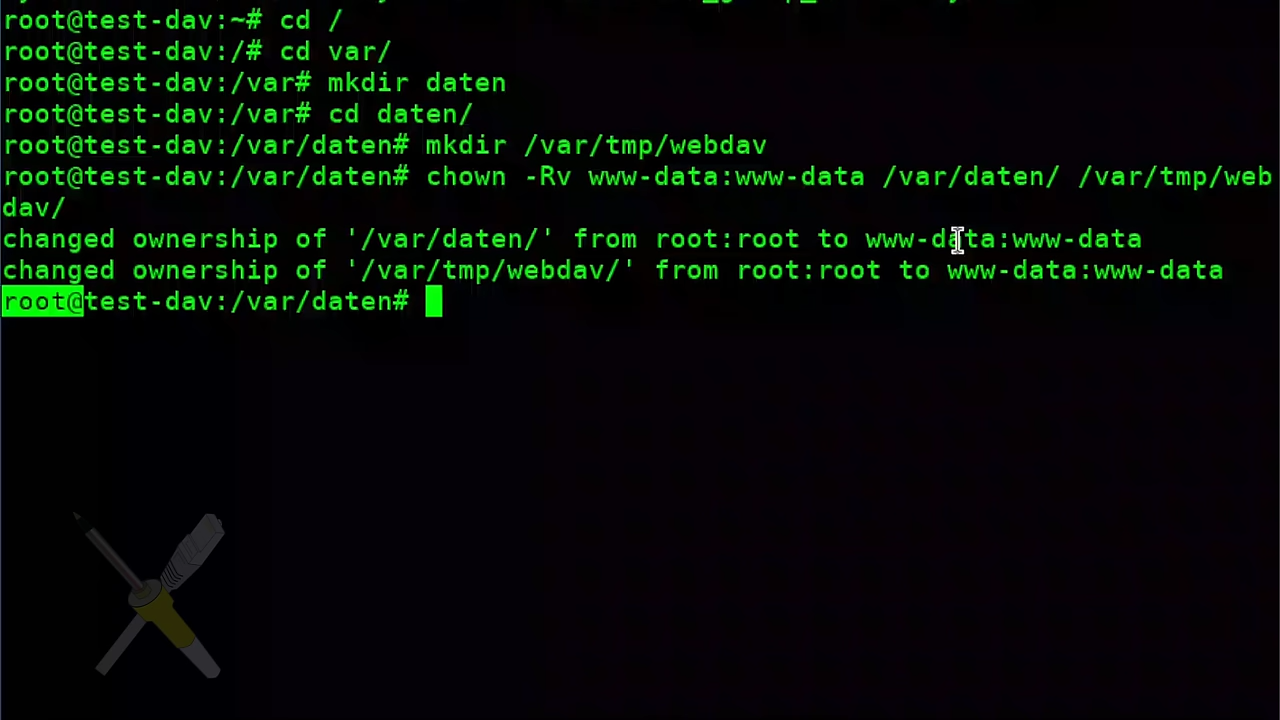 root@test-dav:~# cd /
root@test-dav:/# cd var/
root@test-dav:/var# mkdir daten
root@test-dav:/var# cd daten/
root@test-dav:/var/daten# mkdir /var/tmp/webdav
root@test-dav:/var/daten# chown -Rv www-data:www-data /var/daten/ /var/tmp/web
dav/
changed ownership of '/var/daten/' from root:root to www-data:www-data
changed ownership of '/var/tmp/webdav/' from root:root to www-data:www-data
root@test-dav:/var/daten#